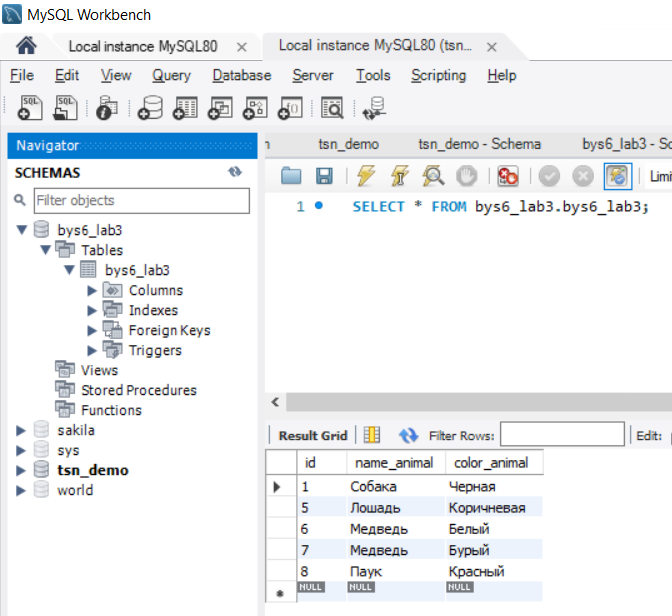 MySQL Workbench
Local instance MySQL80
Local instance MySQL80 (tsn_...
File Edit View Query Database Server Tools Scripting Help
Navigator
tsn_demo
tsn_demo - Schema
bys6_lab3 - Sc
SCHEMAS
Filter objects
bys6_lab3
Tables
bys6_lab3
Columns
Indexes
Foreign Keys
Triggers
Views
Stored Procedures
Functions
sakila
sys
tsn_demo
world
Limi
1 SELECT * FROM bys6_lab3.bys6_lab3;
Result Grid
Filter Rows:
Edit:
id name_animal color_animal
1 Собака Черная
5 Лошадь Коричневая
6 Медведь Белый
7 Медведь Бурый
8 Паук Красный
NULL NULL NULL